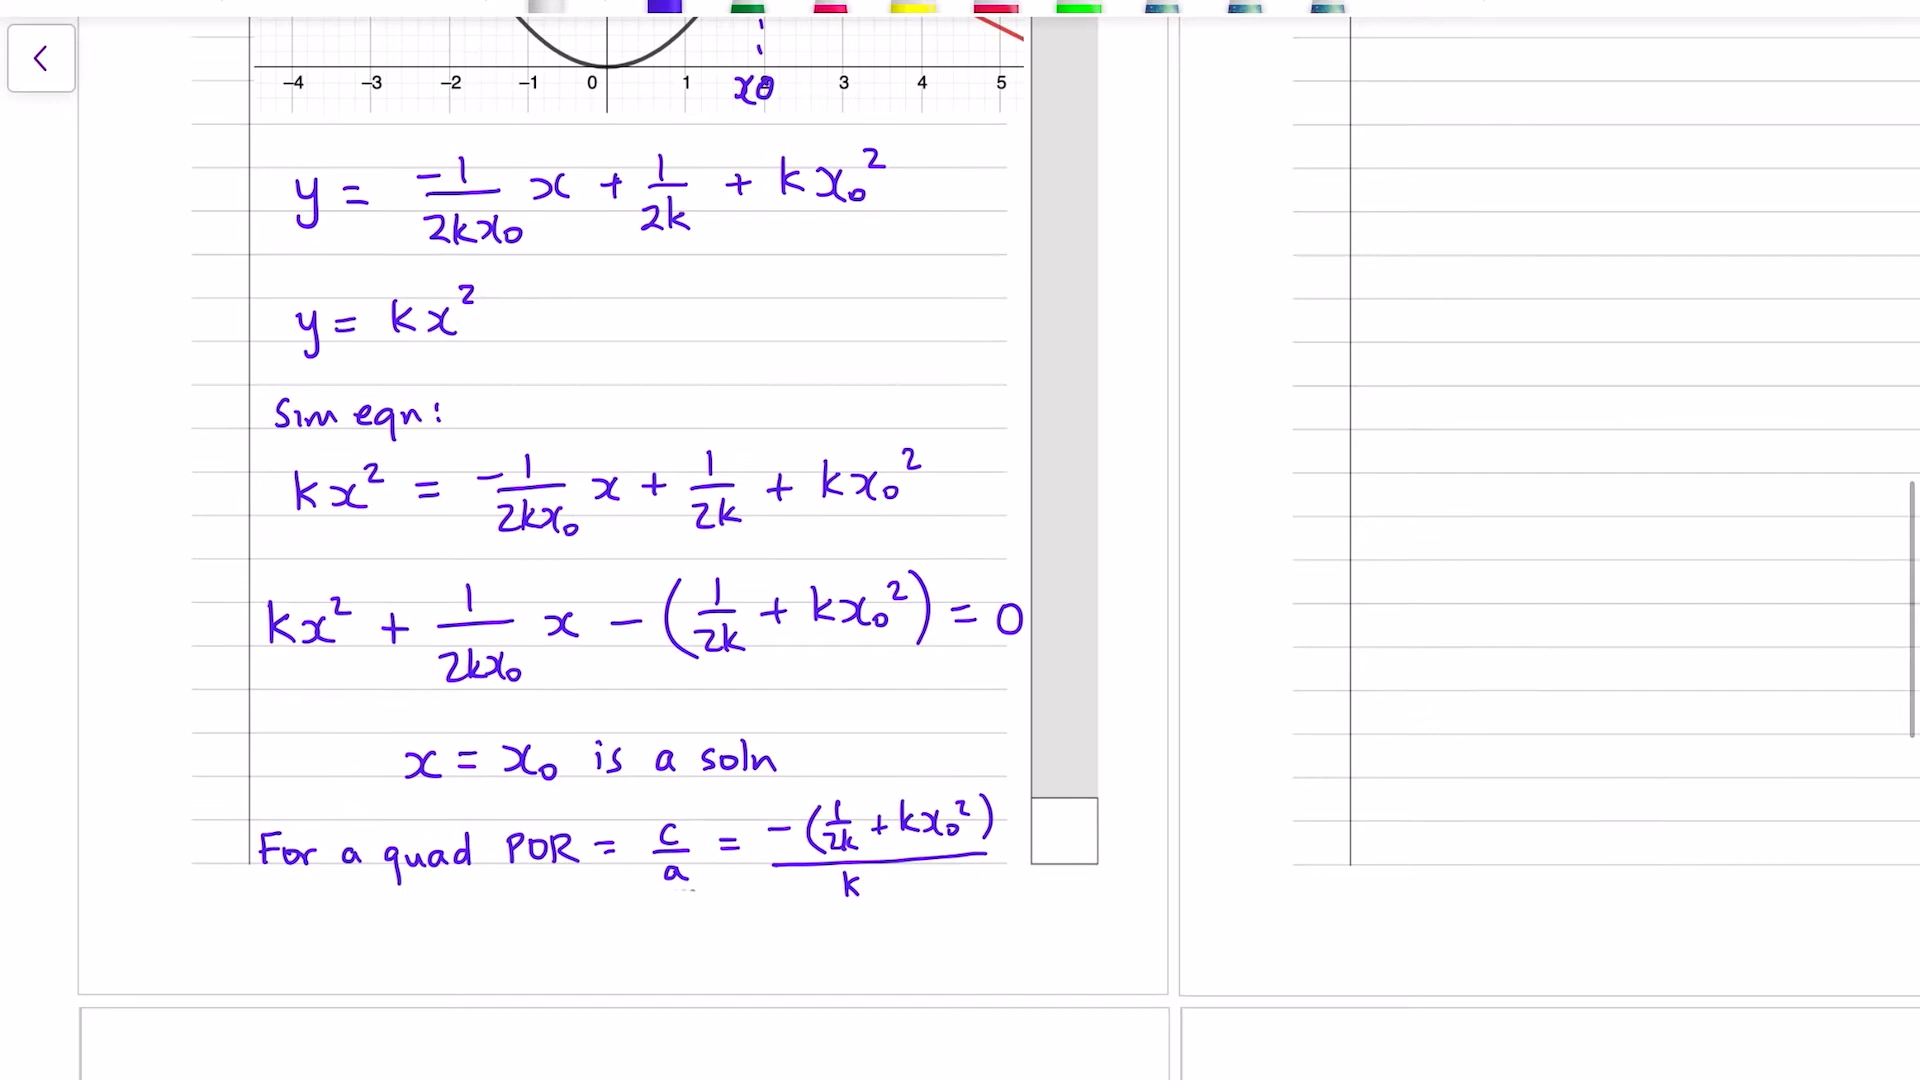 −4 −3 −2 −1 0 1 x0 3 4 5
y = -1/(2kx₀) x + 1/(2k) + kx₀²
y = kx²
Sim eqn:
kx² = -1/(2kx₀) x + 1/(2k) + kx₀²
kx² + 1/(2kx₀) x − (1/(2k) + kx₀²) = 0
x = x₀ is a soln
For a quad POR = c/a = −(1/(2k) + kx₀²)/k